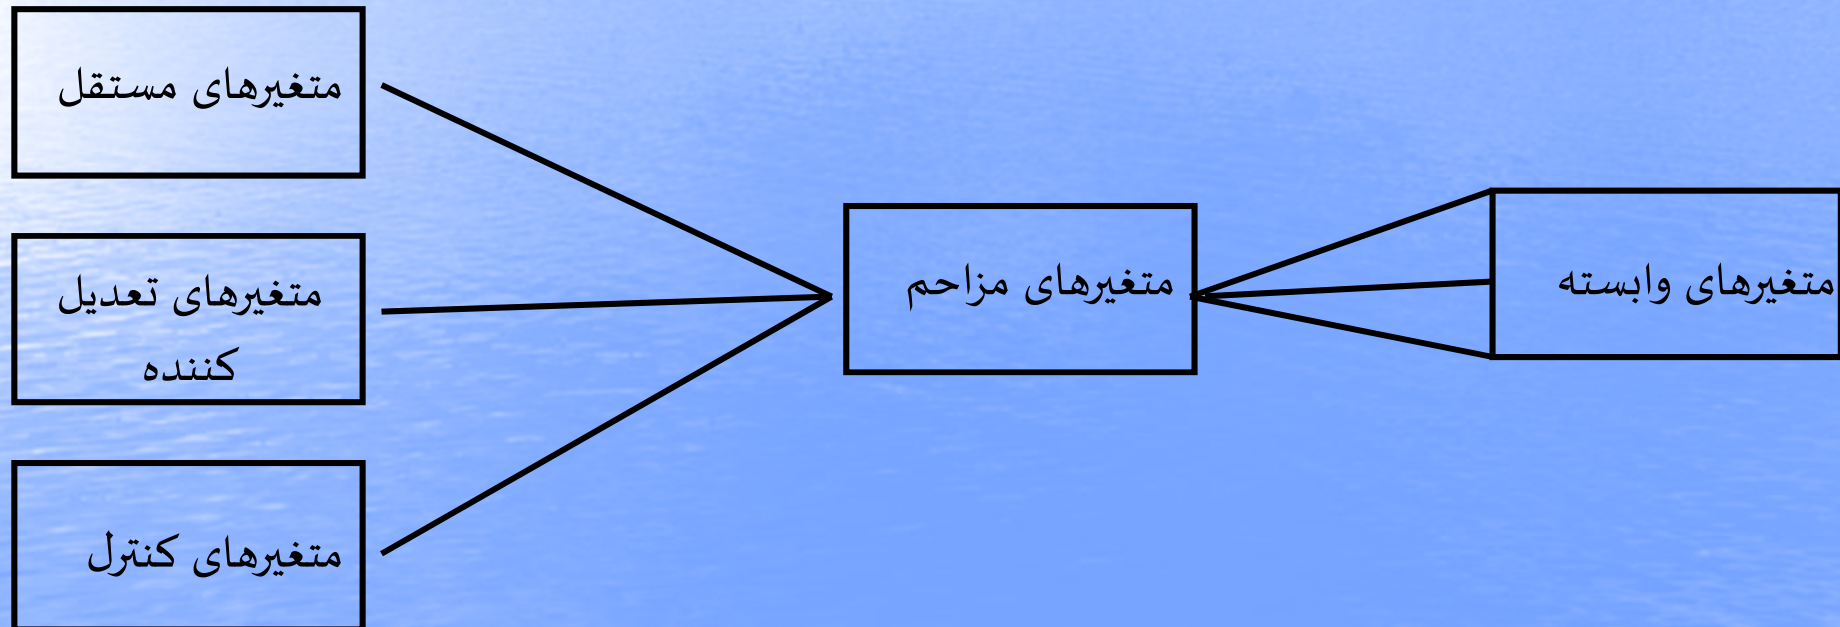 متغیرهای مستقل
متغیرهای تعدیل
کننده
متغیرهای کنترل
متغیرهای مزاحم
متغیرهای وابسته